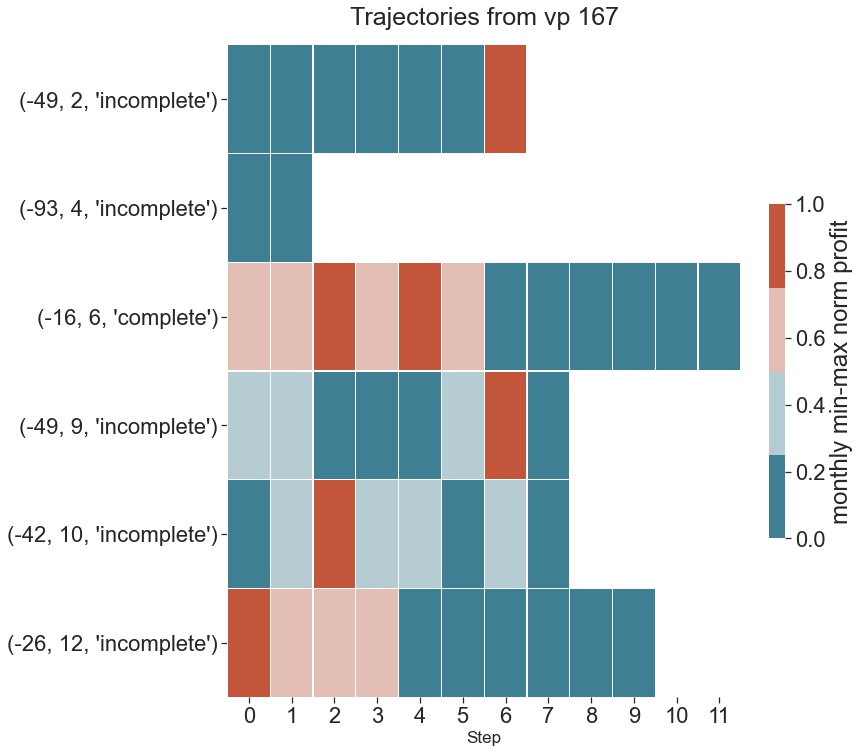 Trajectories from vp 167
(-49, 2, 'incomplete')
(-93, 4, 'incomplete')
(-16, 6, 'complete')
(-49, 9, 'incomplete')
(-42, 10, 'incomplete')
(-26, 12, 'incomplete')
0 1 2 3 4 5 6 7 8 9 10 11
Step
1.0
0.8
0.6
0.4
0.2
0.0
monthly min-max norm profit